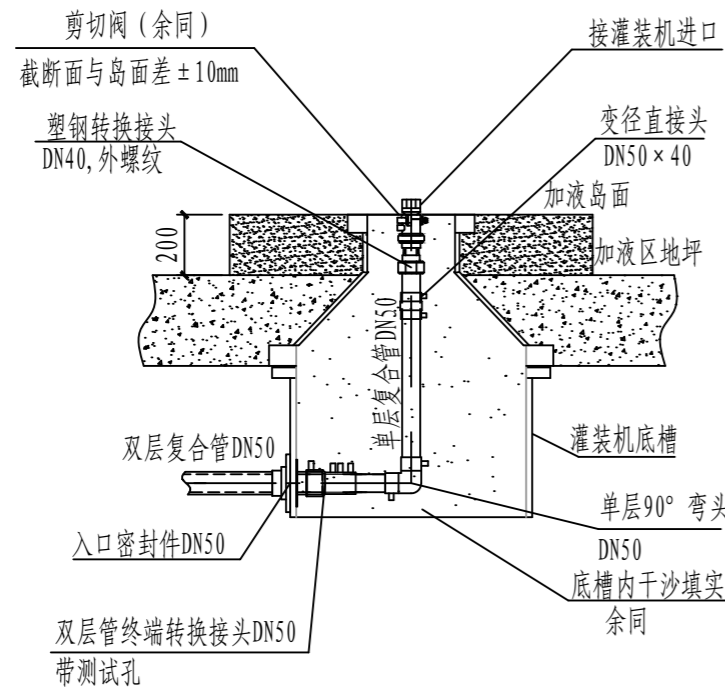 剪切阀(余同)
截断面与岛面差±10mm
接灌装机进口
塑钢转换接头
DN40,外螺纹
变径直接头
DN50×40
加液岛面
200
加液区地坪
单层复合管DN50
双层复合管DN50
灌装机底槽
入口密封件DN50
单层90° 弯头
DN50
底槽内干沙填实
余同
双层管终端转换接头DN50
带测试孔